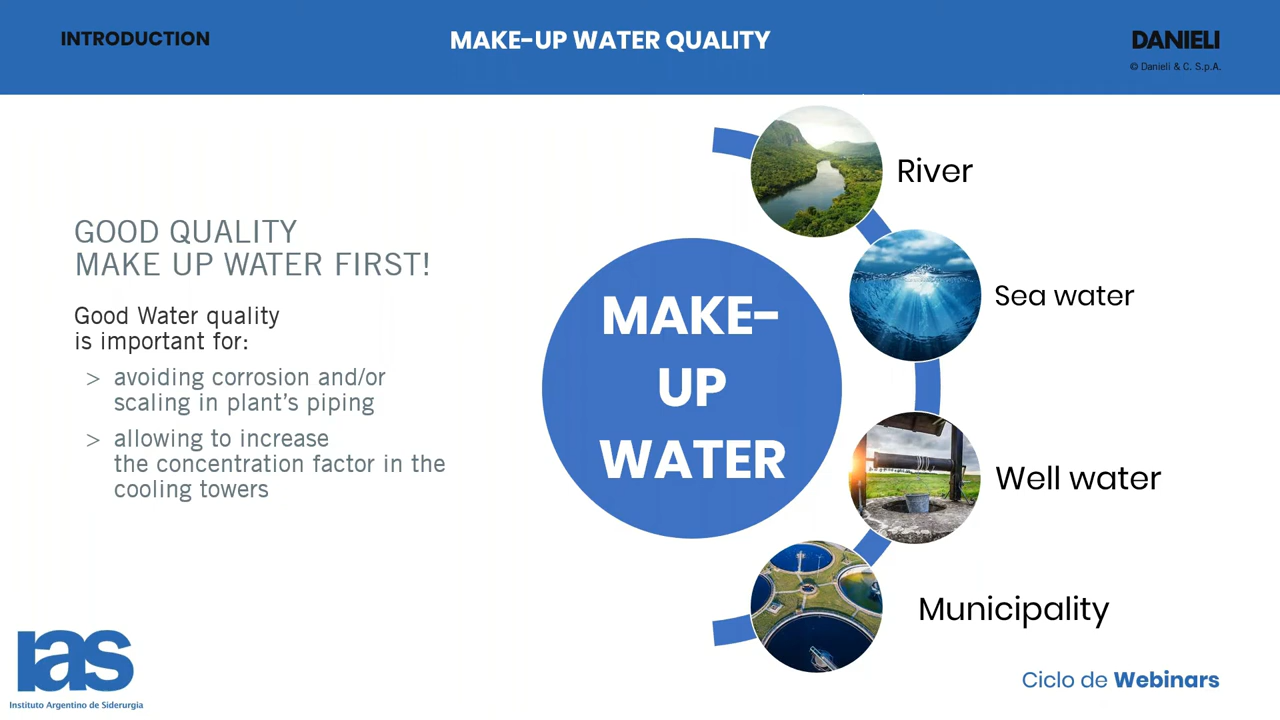 INTRODUCTION
MAKE-UP WATER QUALITY
DANIELI
© Danieli & C. S.p.A.
GOOD QUALITY
MAKE UP WATER FIRST!
Good Water quality
is important for:
> avoiding corrosion and/or
scaling in plant's piping
> allowing to increase
the concentration factor in the
cooling towers
MAKE-
UP
WATER
River
Sea water
Well water
Municipality
ias
Instituto Argentino de Siderurgia
Ciclo de Webinars